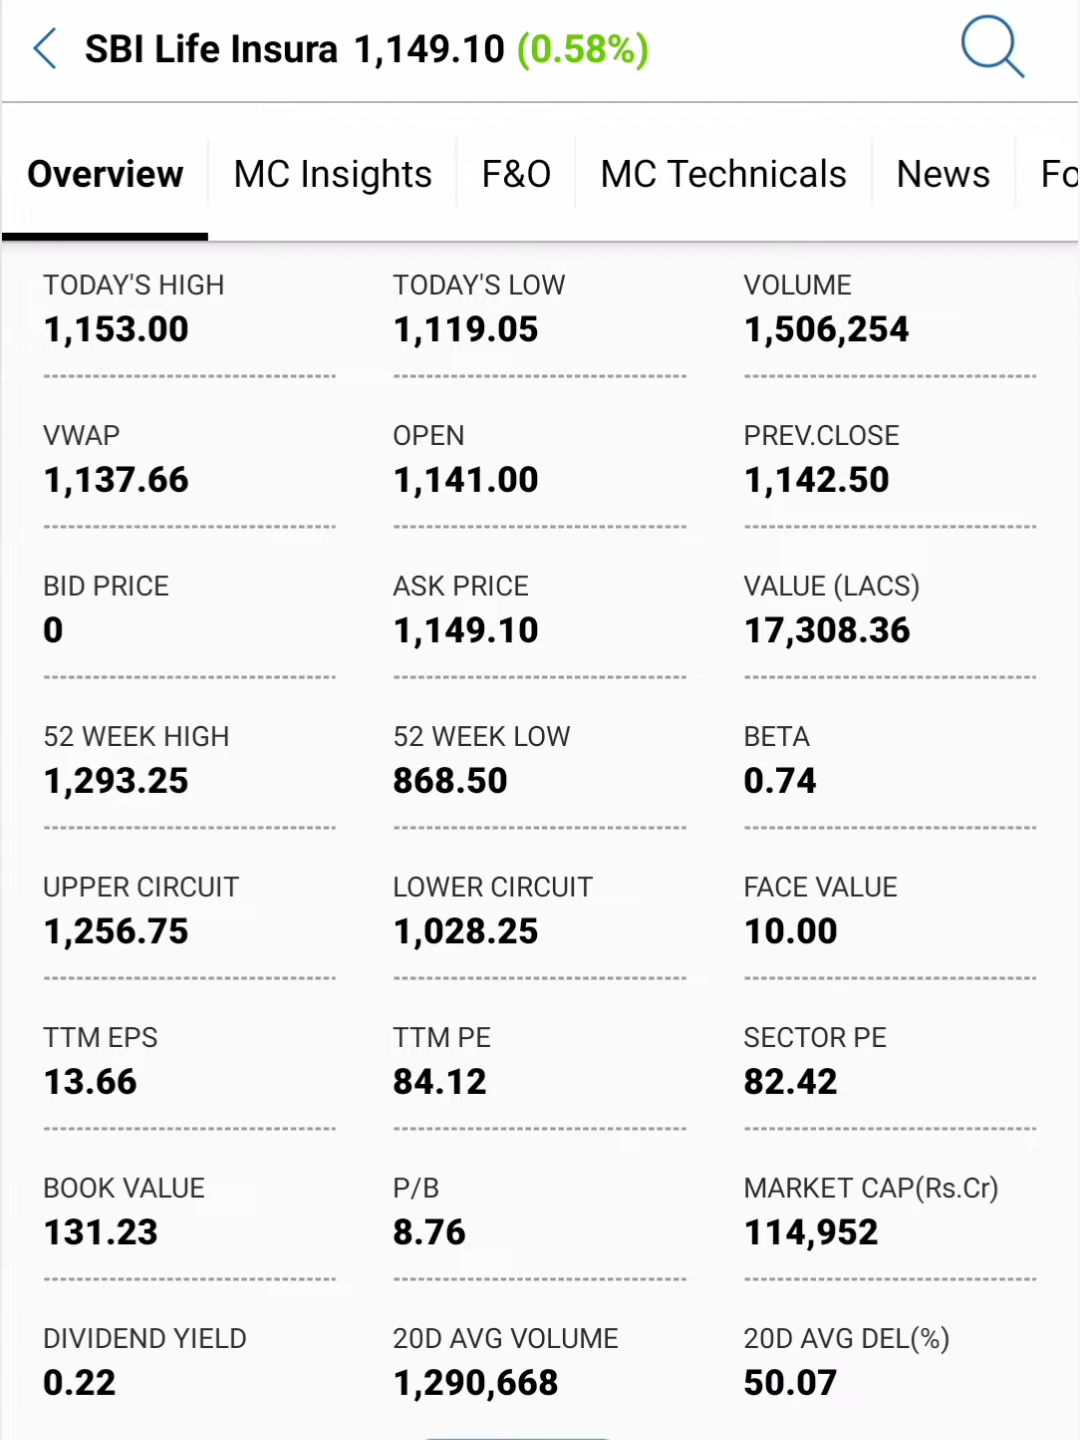 SBI Life Insura 1,149.10 (0.58%)
Overview MC Insights F&O MC Technicals News Fo
TODAY'S HIGH TODAY'S LOW VOLUME
1,153.00 1,119.05 1,506,254
VWAP OPEN PREV.CLOSE
1,137.66 1,141.00 1,142.50
BID PRICE ASK PRICE VALUE (LACS)
0 1,149.10 17,308.36
52 WEEK HIGH 52 WEEK LOW BETA
1,293.25 868.50 0.74
UPPER CIRCUIT LOWER CIRCUIT FACE VALUE
1,256.75 1,028.25 10.00
TTM EPS TTM PE SECTOR PE
13.66 84.12 82.42
BOOK VALUE P/B MARKET CAP(Rs.Cr)
131.23 8.76 114,952
DIVIDEND YIELD 20D AVG VOLUME 20D AVG DEL(%)
0.22 1,290,668 50.07